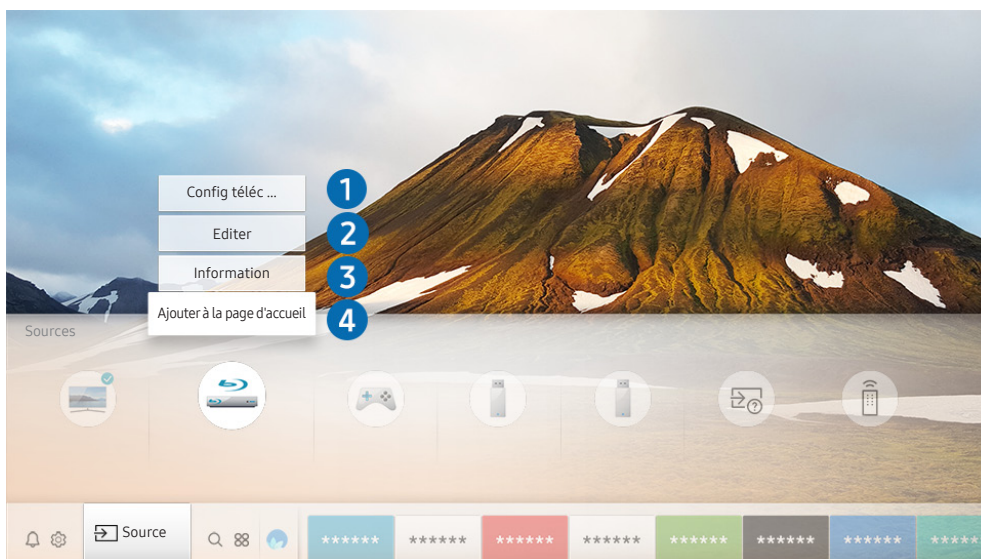 Config téléc ...
1
Editer
2
Information
3
Ajouter à la page d'accueil
4
Sources
?
Source
****** ****** ****** ****** ****** ****** ****** *****